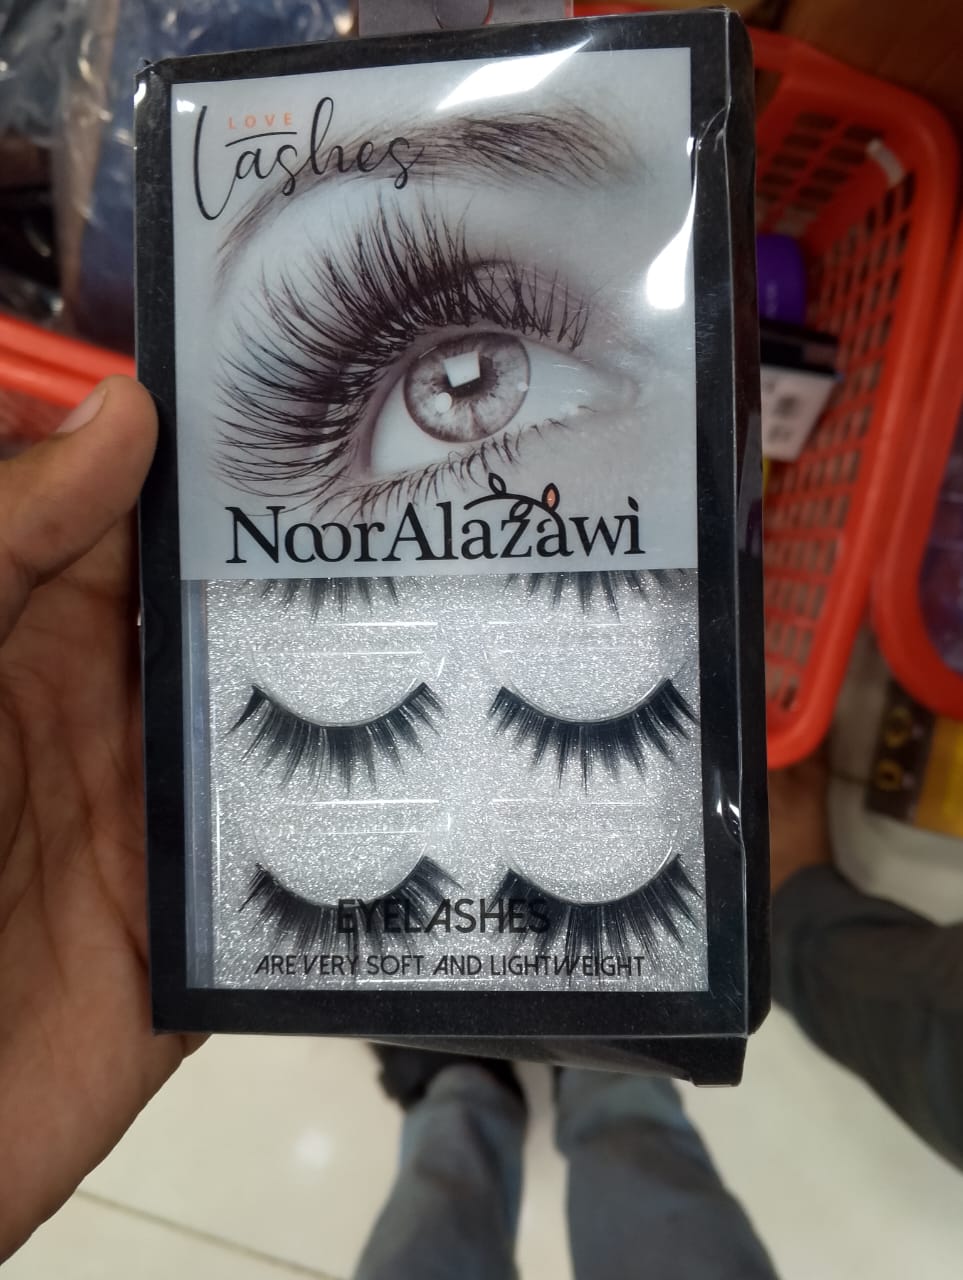 LOVE
Lashes
NoorAlazawi
EYELASHES
ARE VERY SOFT AND LIGHTWEIGHT